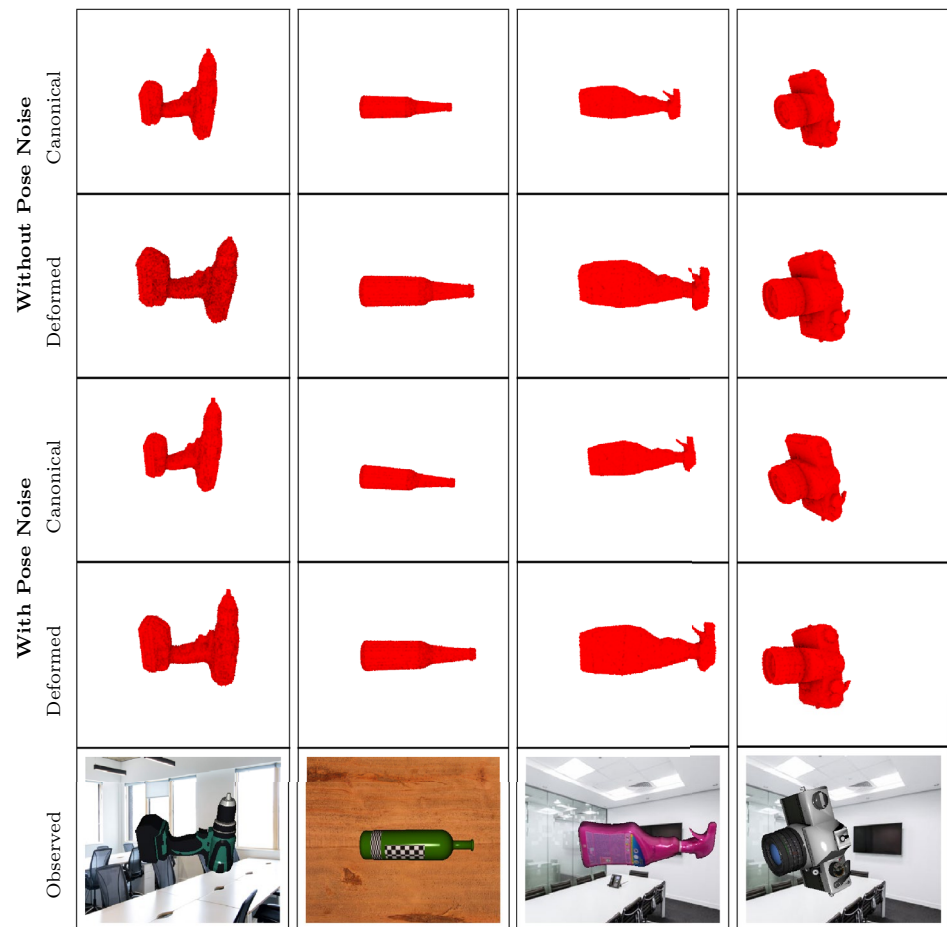 Without Pose Noise
Canonical
Deformed
With Pose Noise
Canonical
Deformed
Observed